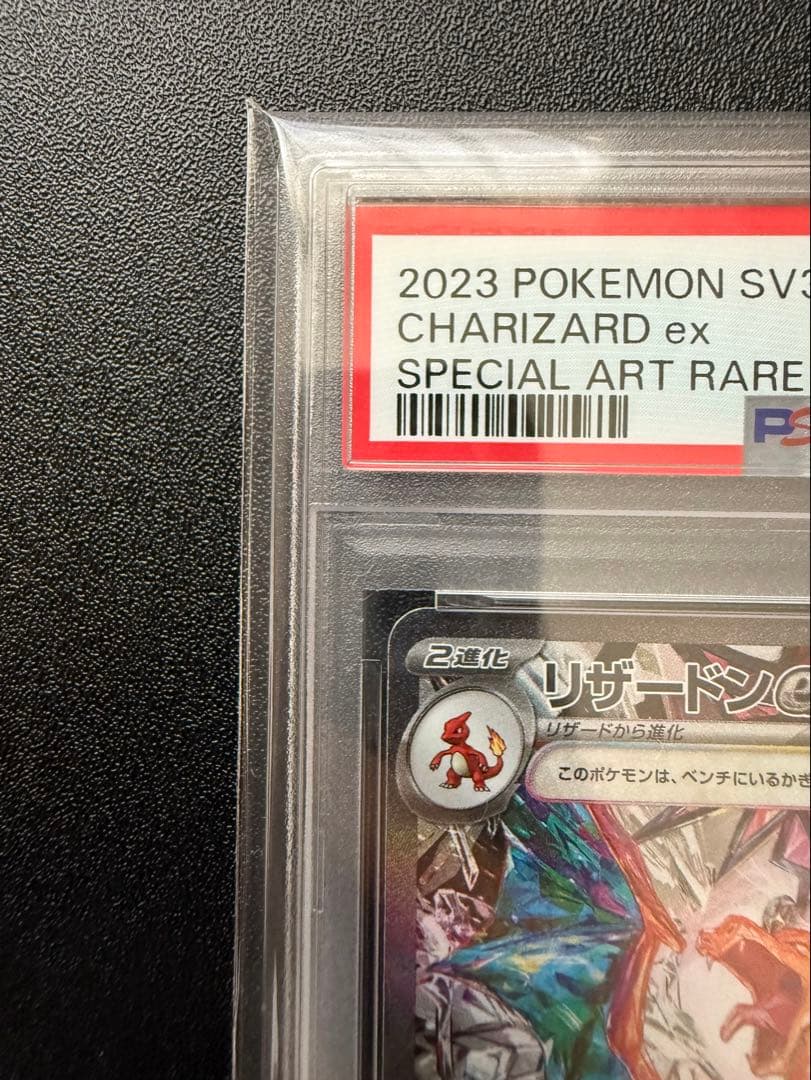 2023 POKEMON SV3
CHARIZARD ex
SPECIAL ART RARE
PS
2進化
リザードン
リザードから進化
このポケモンは、ベンチにいるかぎ